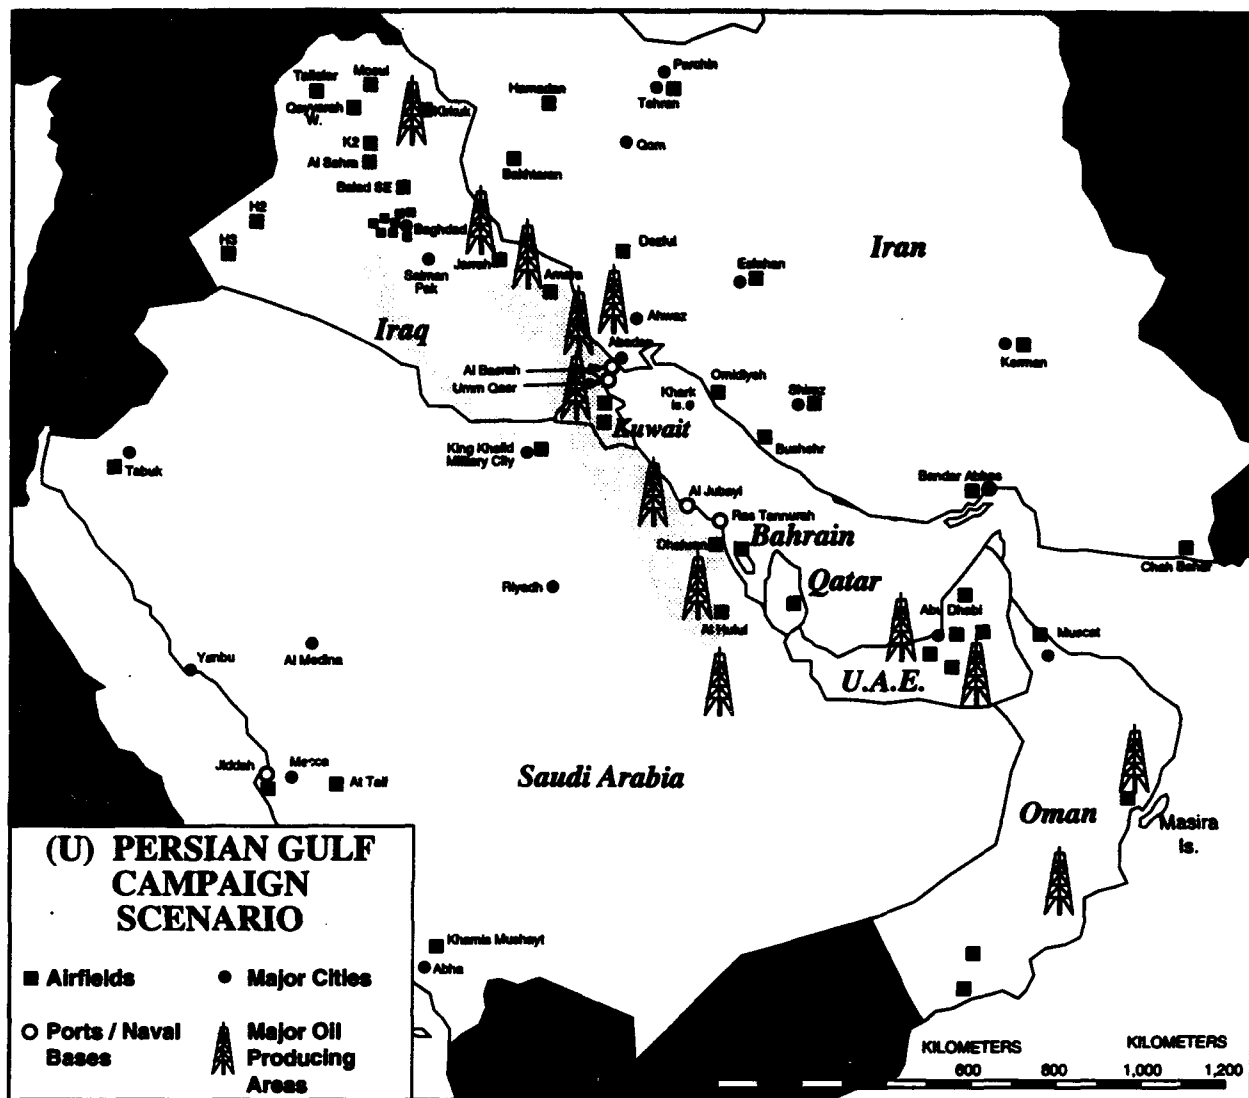 Parchin
Mosul
Tallafar
Hamadan
Tehran
Qayyarah
W.
Kirkuk
K2
Qom
Al Sahra
Bakhtaran
Balad SE
H2
Baghdad
Dezful
Iran
H3
Salman
Pak
Jarrah
Esfahan
Amara
Iraq
Ahwaz
Abadan
Kerman
Al Basrah
Umm Qasr
Omidiyeh
Khark
Is.
Shiraz
Kuwait
Bushehr
King Khalid
Military City
Tabuk
Bandar Abbas
Al Jubayl
Ras Tannurah
Bahrain
Dhahran
Chah Bahar
Qatar
Riyadh
Abu Dhabi
Al Hufuf
Muscat
Yanbu
Al Medina
U.A.E.
Jiddah
Mecca
At Taif
Saudi Arabia
Oman
Masira
Is.
(U) PERSIAN GULF
CAMPAIGN
SCENARIO
Khamis Mushayt
Abha
Airfields
Major Cities
Ports / Naval
Bases
Major Oil
Producing
Areas
KILOMETERS
KILOMETERS
600
800
1,000
1,200